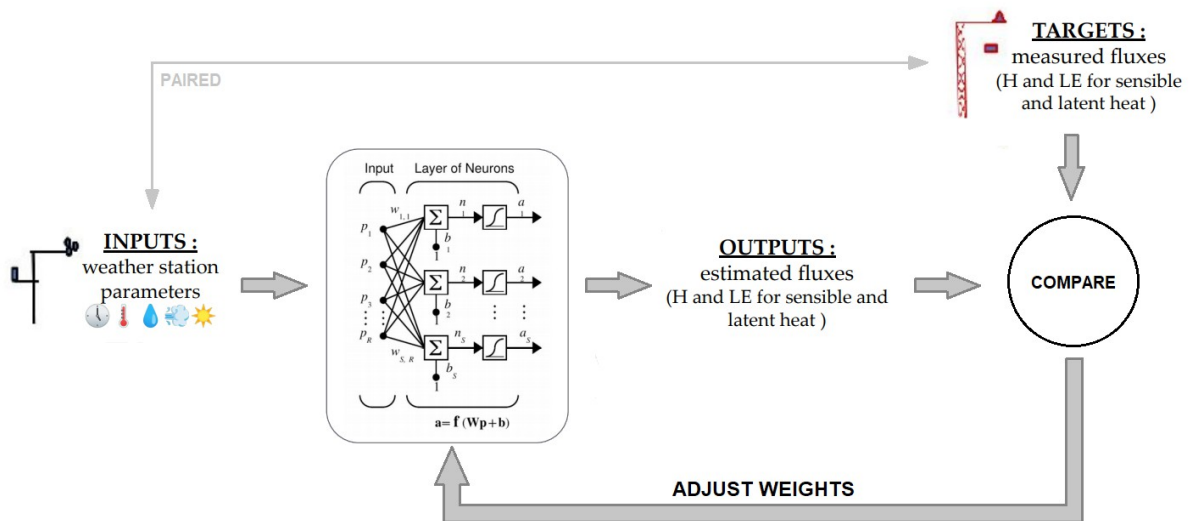 TARGETS :
measured fluxes
(H and LE for sensible
and latent heat )
PAIRED
INPUTS :
weather station
parameters
Input Layer of Neurons
w1,1
p1
p2
p3
pR
wS, R
Σ
n1
a1
b1
1
Σ
n2
a2
b2
1
Σ
nS
aS
bS
1
a= f (Wp+b)
OUTPUTS :
estimated fluxes
(H and LE for sensible and
latent heat )
COMPARE
ADJUST WEIGHTS